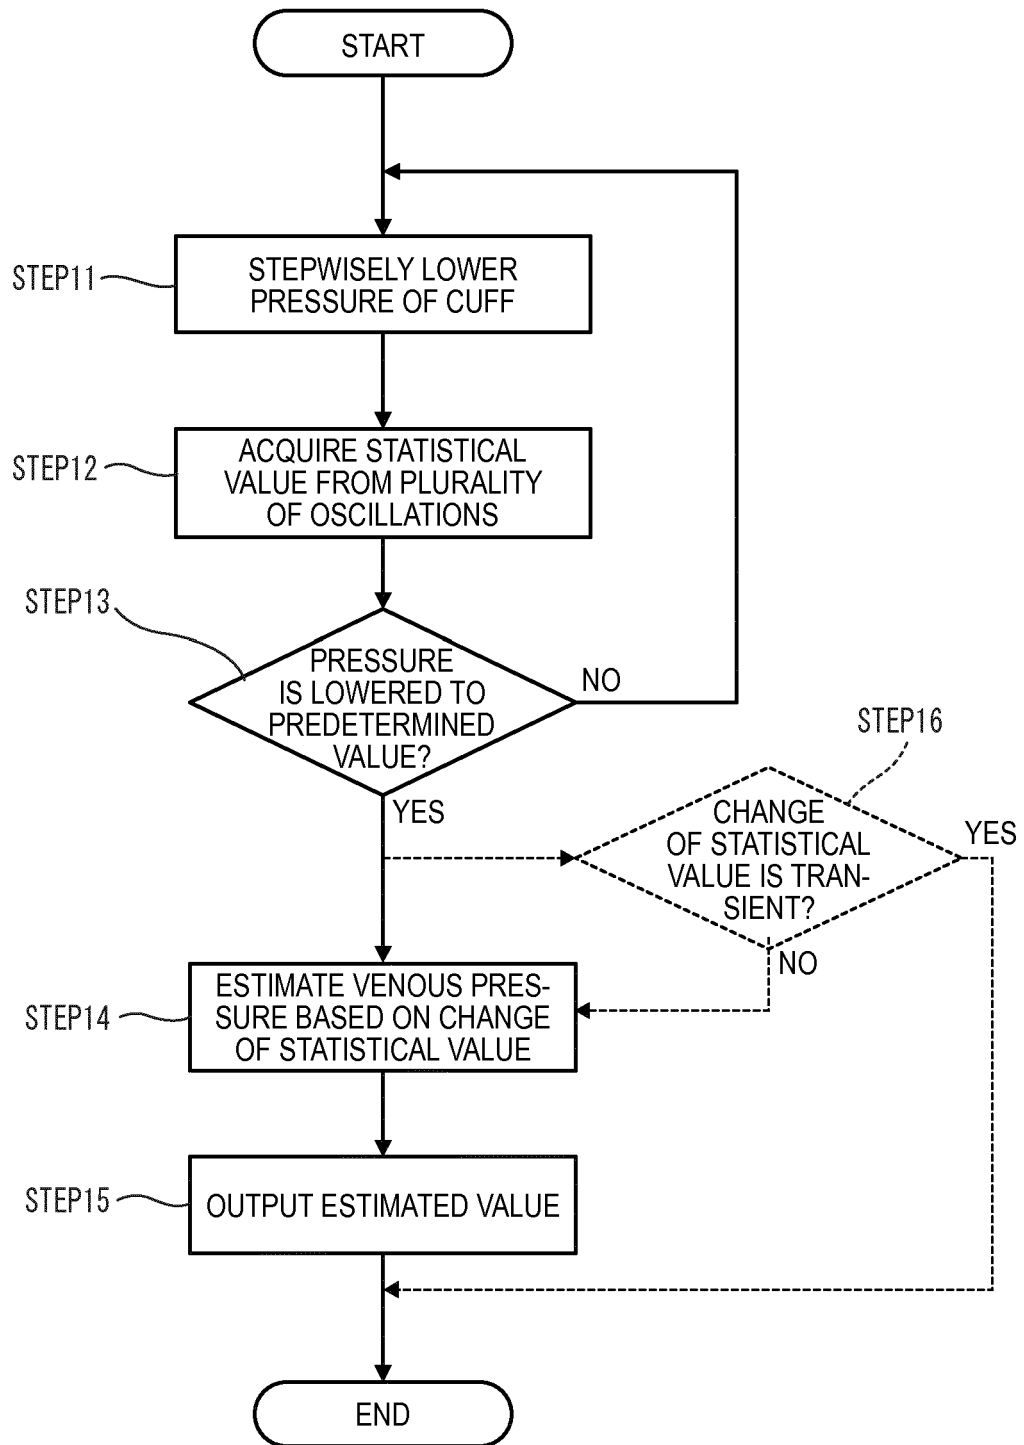 START
STEP11
STEPWISELY LOWER
PRESSURE OF CUFF
STEP12
ACQUIRE STATISTICAL
VALUE FROM PLURALITY
OF OSCILLATIONS
STEP13
PRESSURE
IS LOWERED TO
PREDETERMINED
VALUE?
NO
YES
STEP16
CHANGE
OF STATISTICAL
VALUE IS TRAN-
SIENT?
YES
NO
STEP14
ESTIMATE VENOUS PRES-
SURE BASED ON CHANGE
OF STATISTICAL VALUE
STEP15
OUTPUT ESTIMATED VALUE
END